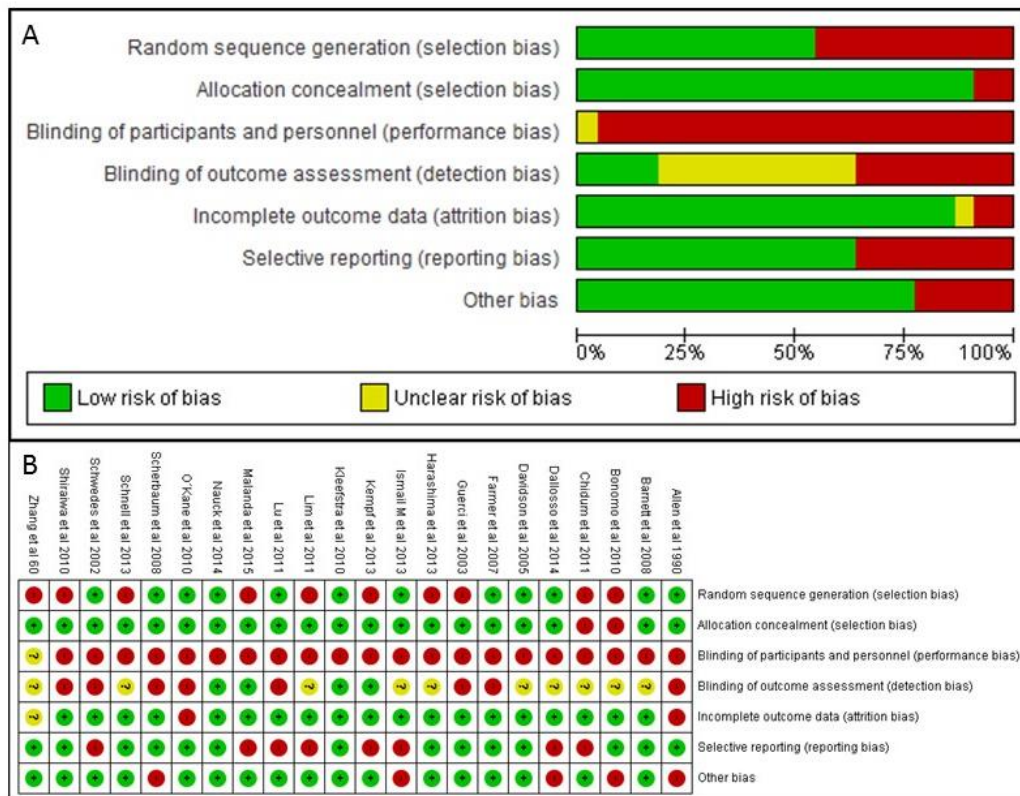 A
Random sequence generation (selection bias)
Allocation concealment (selection bias)
Blinding of participants and personnel (performance bias)
Blinding of outcome assessment (detection bias)
Incomplete outcome data (attrition bias)
Selective reporting (reporting bias)
Other bias
0% 25% 50% 75% 100%
Low risk of bias Unclear risk of bias High risk of bias
B
Zhang et al 60
Shiraiwa et al 2010
Schwedes et al 2002
Schnell et al 2013
Scherbaum et al 2008
O´Kane et al 2010
Nauck et al 2014
Malanda et al 2015
Lu et al 2011
Lim et al 2011
Kleefstra et al 2010
Kempf et al 2013
Ismail M et al 2013
Harashima et al 2013
Guerci et al 2003
Farmer et al 2007
Davidson et al 2005
Dallosso et al 2014
Chidum et al 2011
Bonomo et al 2010
Barnett et al 2008
Allen et al 1990
Random sequence generation (selection bias)
Allocation concealment (selection bias)
? Blinding of participants and personnel (performance bias)
? ? ? ? ? ? ? ? ? ? Blinding of outcome assessment (detection bias)
? Incomplete outcome data (attrition bias)
Selective reporting (reporting bias)
Other bias